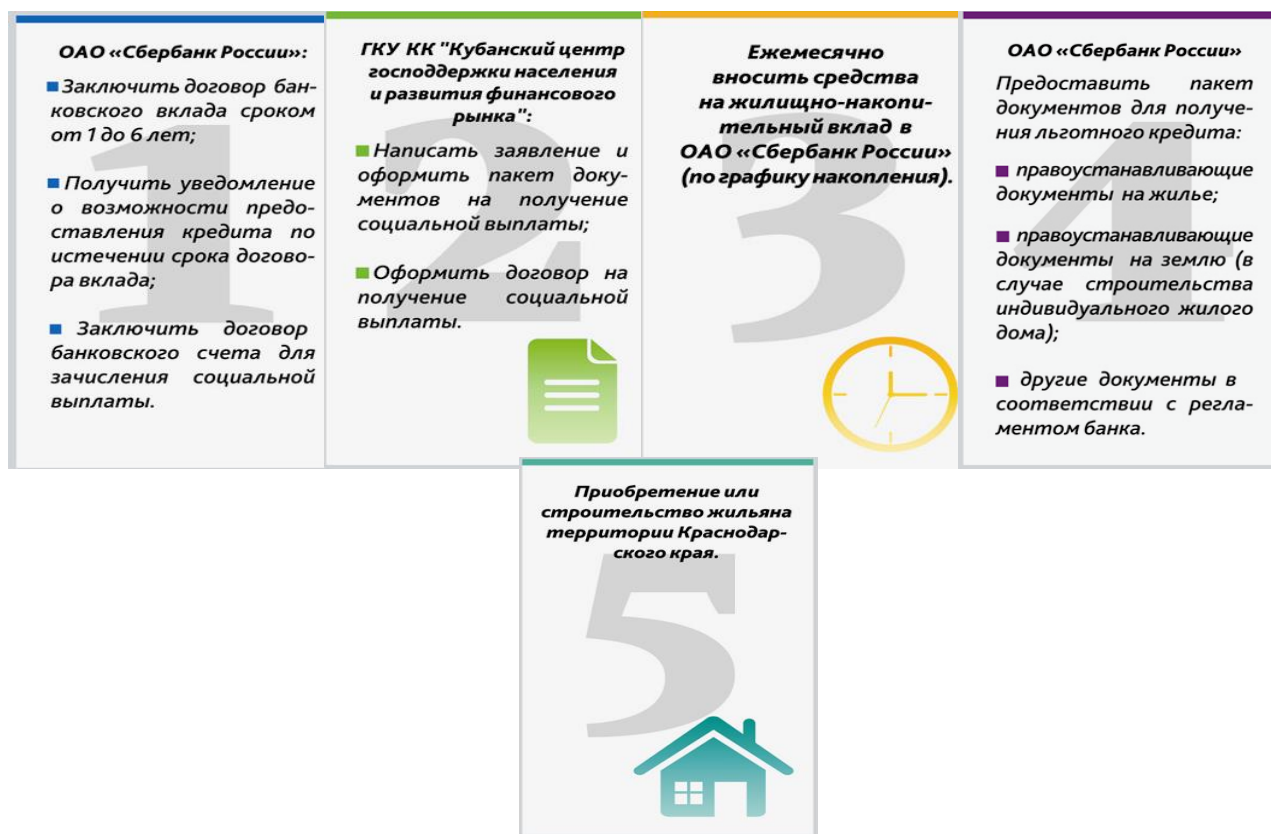 1
ОАО «Сбербанк России»:
■ Заключить договор бан-
ковского вклада сроком
от 1 до 6 лет;
■ Получить уведомление
о возможности предо-
ставления кредита по
истечении срока догово-
ра вклада;
■ Заключить договор
банковского счета для
зачисления социальной
выплаты.
2
ГКУ КК "Кубанский центр
господдержки населения
и развития финансового
рынка":
■ Написать заявление и
оформить пакет доку-
ментов на получение
социальной выплаты;
■ Оформить договор на
получение социальной
выплаты.
3
Ежемесячно
вносить средства
на жилищно-накопи-
тельный вклад в
ОАО «Сбербанк России»
(по графику накопления).
4
ОАО «Сбербанк России»
Предоставить пакет
документов для получе-
ния льготного кредита:
■ правоустанавливающие
документы на жилье;
■ правоустанавливающие
документы на землю (в
случае строительства
индивидуального жилого
дома);
■ другие документы в
соответствии с регла-
ментом банка.
5
Приобретение или
строительство жильяна
территории Краснодар-
ского края.